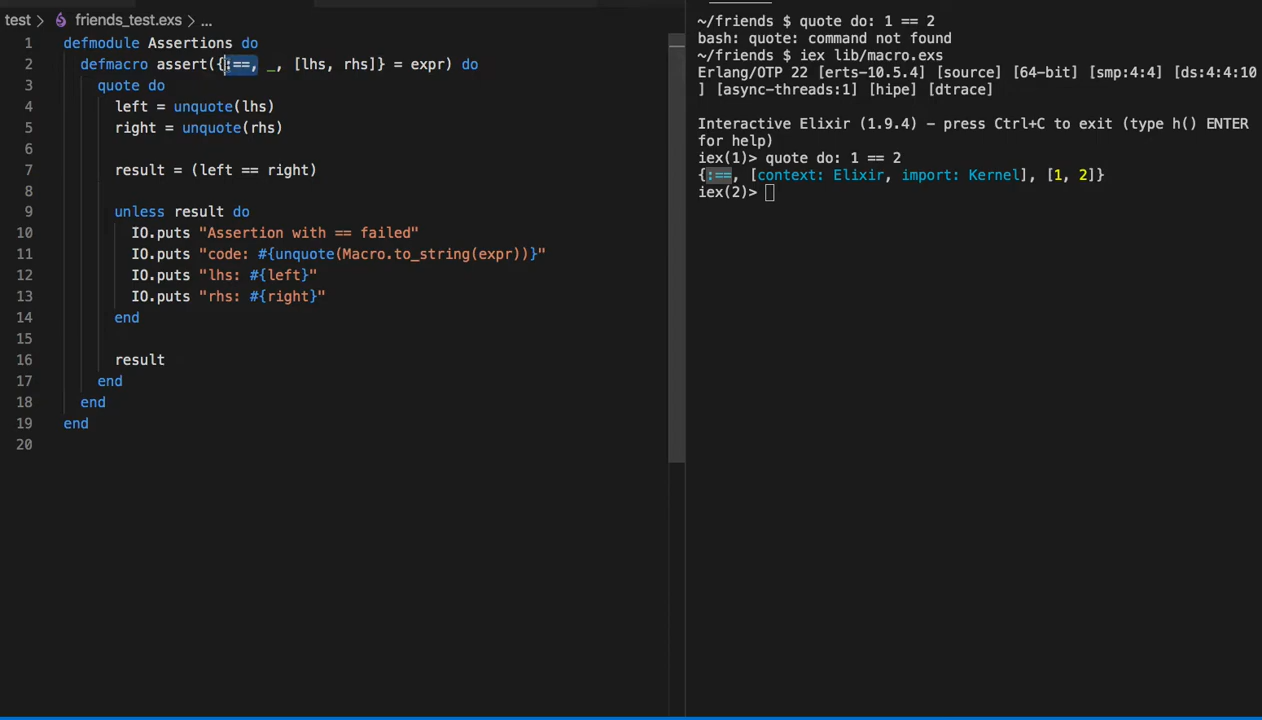 test > friends_test.exs > ...
1 defmodule Assertions do
2 defmacro assert({:==, _, [lhs, rhs]} = expr) do
3 quote do
4 left = unquote(lhs)
5 right = unquote(rhs)
6
7 result = (left == right)
8
9 unless result do
10 IO.puts "Assertion with == failed"
11 IO.puts "code: #{unquote(Macro.to_string(expr))}"
12 IO.puts "lhs: #{left}"
13 IO.puts "rhs: #{right}"
14 end
15
16 result
17 end
18 end
19 end
20
~/friends $ quote do: 1 == 2
bash: quote: command not found
~/friends $ iex lib/macro.exs
Erlang/OTP 22 [erts-10.5.4] [source] [64-bit] [smp:4:4] [ds:4:4:10
] [async-threads:1] [hipe] [dtrace]

Interactive Elixir (1.9.4) - press Ctrl+C to exit (type h() ENTER
for help)
iex(1)> quote do: 1 == 2
{:==, [context: Elixir, import: Kernel], [1, 2]}
iex(2)>